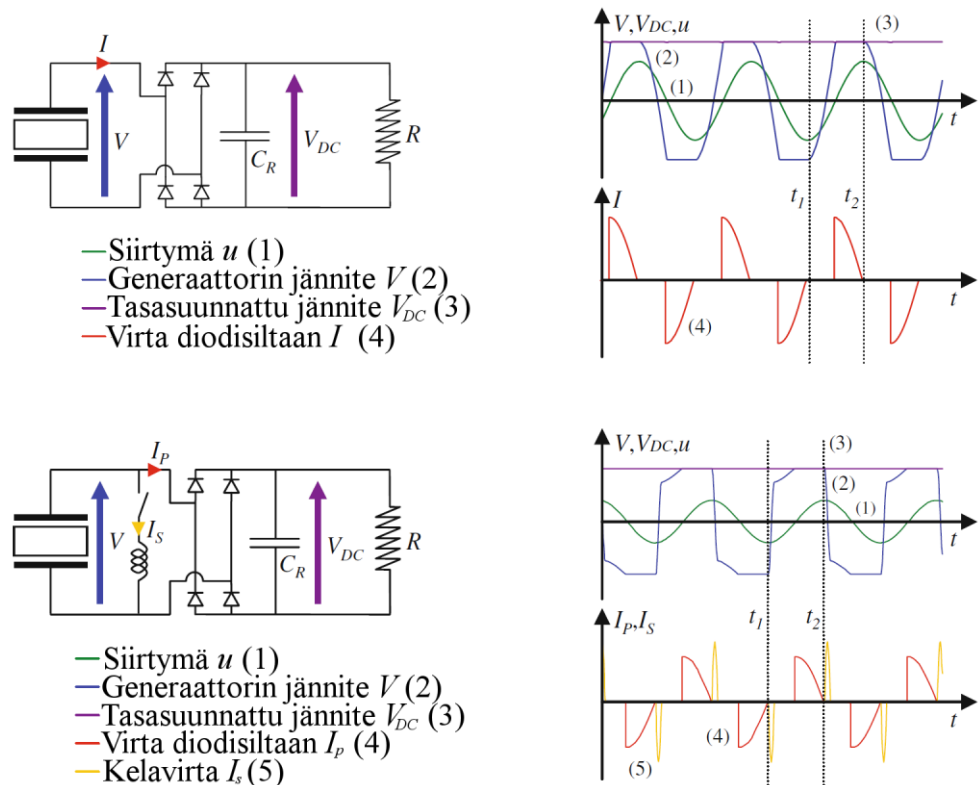 I
V
C_R
V_DC
R
Siirtymä u (1)
Generaattorin jännite V (2)
Tasasuunnattu jännite V_DC (3)
Virta diodisiltaan I (4)
V,V_DC,u
(3)
(2)
(1)
t
t_1
t_2
I
(4)
t
I_P
V
I_S
C_R
V_DC
R
Siirtymä u (1)
Generaattorin jännite V (2)
Tasasuunnattu jännite V_DC (3)
Virta diodisiltaan I_p (4)
Kelavirta I_s (5)
V,V_DC,u
(3)
(2)
(1)
t
t_1
t_2
I_P,I_S
(4)
(5)
t